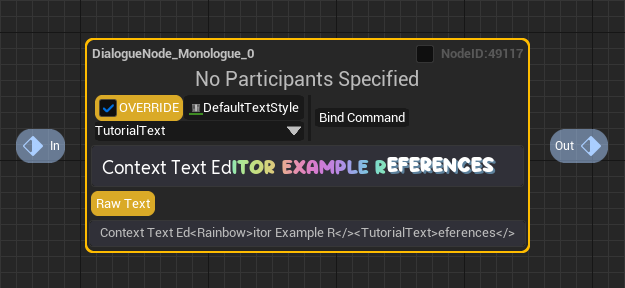 DialogueNode_Monologue_0
NodeID:49117
No Participants Specified
OVERRIDE
DefaultTextStyle
TutorialText
Bind Command
In
Out
Context Text EdITOR EXAMPLE REFERENCES
Raw Text
Context Text Ed<Rainbow>itor Example R</><TutorialText>eferences</>